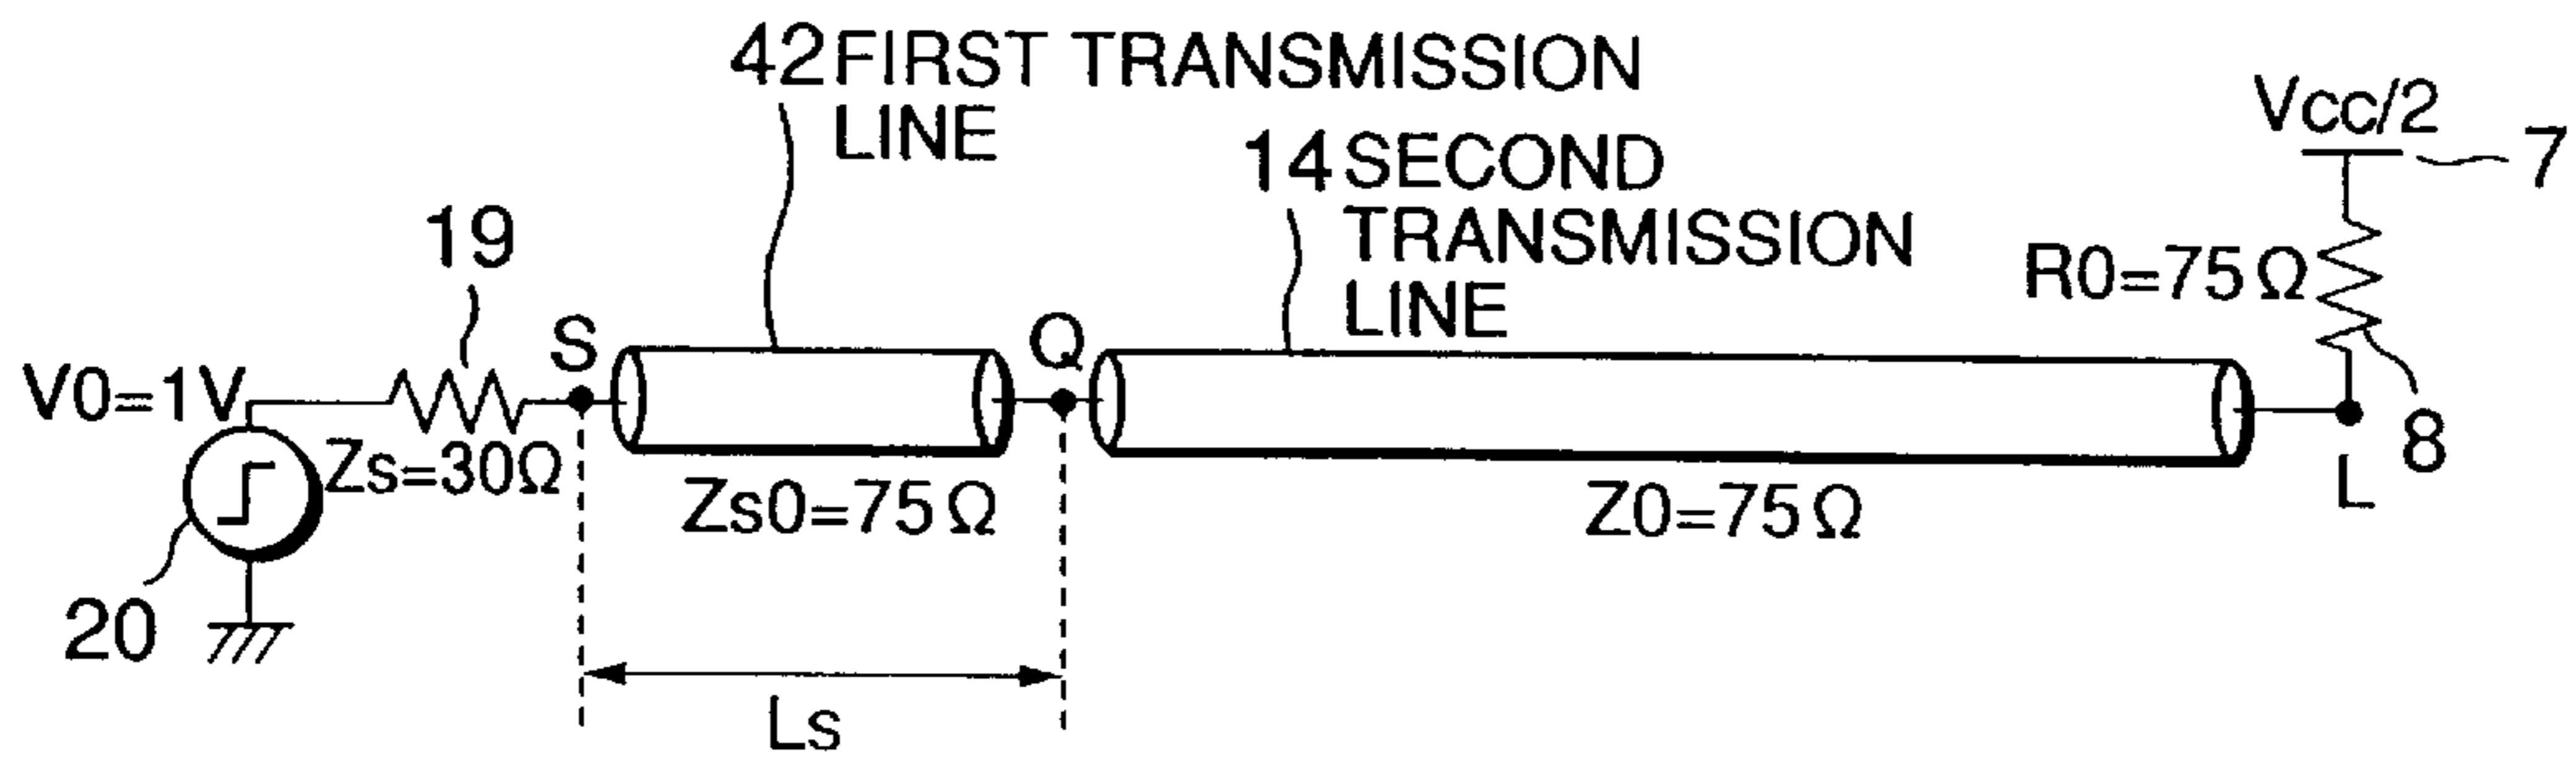 42 FIRST TRANSMISSION
LINE
Vcc/2
7
14 SECOND
TRANSMISSION
LINE
19
R0=75Ω
S
Q
V0=1V
Zs=30Ω
8
Zs0=75Ω
Z0=75Ω
L
20
Ls